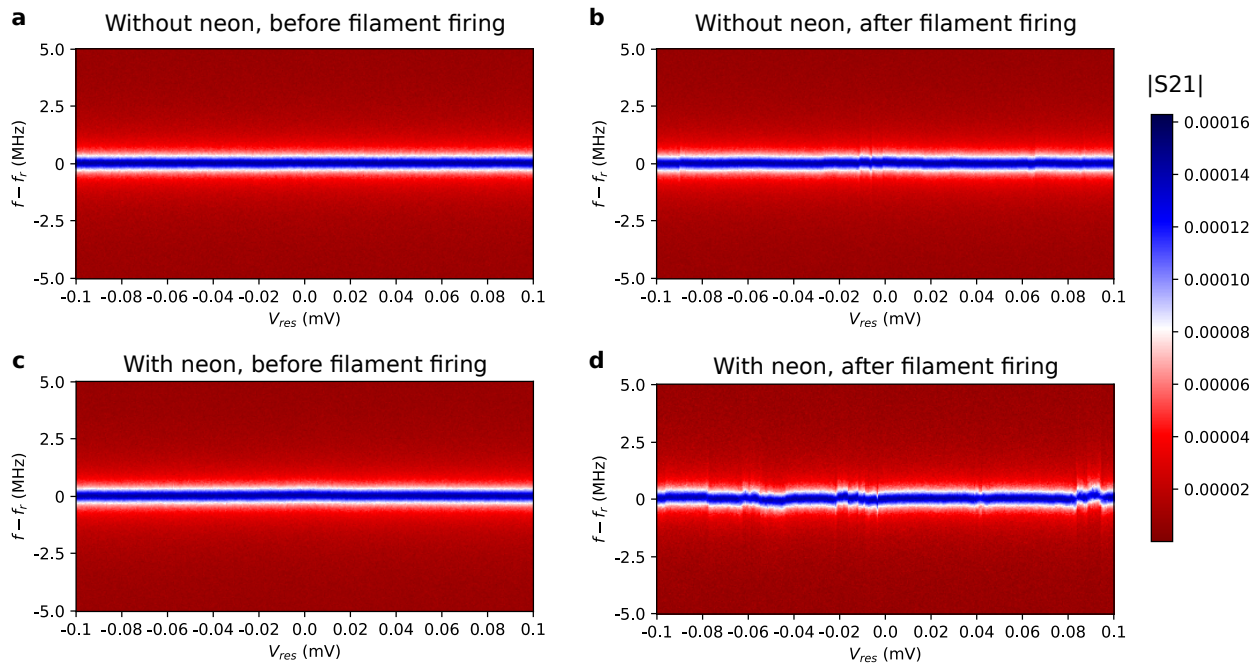 a
Without neon, before filament firing
5.0
2.5
0
-2.5
-5.0
f − f_r (MHz)
-0.1 -0.08 -0.06 -0.04 -0.02 0.0 0.02 0.04 0.06 0.08 0.1
V_res (mV)
b
Without neon, after filament firing
5.0
2.5
0
-2.5
-5.0
f − f_r (MHz)
-0.1 -0.08 -0.06 -0.04 -0.02 0.0 0.02 0.04 0.06 0.08 0.1
V_res (mV)
|S21|
0.00016
0.00014
0.00012
0.00010
0.00008
0.00006
0.00004
0.00002
c
With neon, before filament firing
5.0
2.5
0
-2.5
-5.0
f − f_r (MHz)
-0.1 -0.08 -0.06 -0.04 -0.02 0.0 0.02 0.04 0.06 0.08 0.1
V_res (mV)
d
With neon, after filament firing
5.0
2.5
0
-2.5
-5.0
f − f_r (MHz)
-0.1 -0.08 -0.06 -0.04 -0.02 0.0 0.02 0.04 0.06 0.08 0.1
V_res (mV)